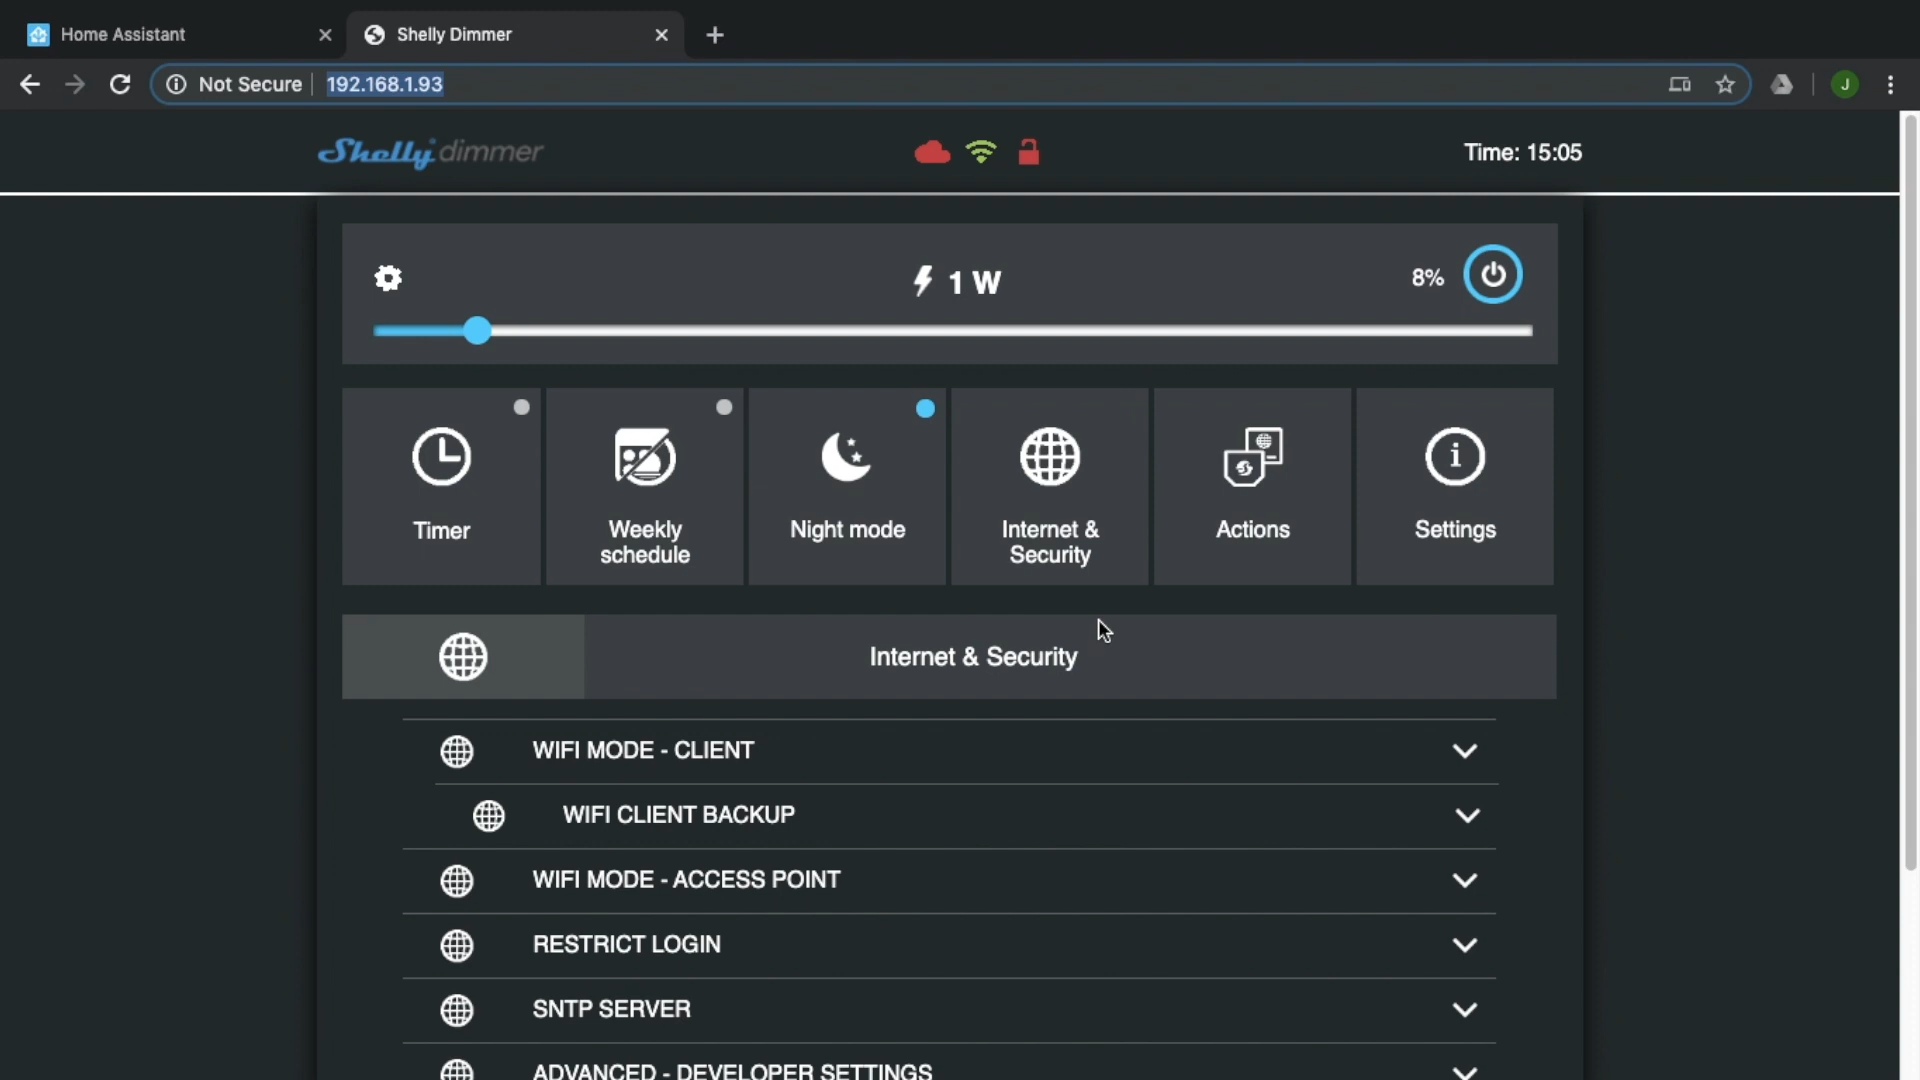 Home Assistant
Shelly Dimmer
Not Secure
192.168.1.93
J
Shelly dimmer
Time: 15:05
1 W
8%
Timer
Weekly
schedule
Night mode
Internet &
Security
Actions
Settings
Internet & Security
WIFI MODE - CLIENT
WIFI CLIENT BACKUP
WIFI MODE - ACCESS POINT
RESTRICT LOGIN
SNTP SERVER
ADVANCED - DEVELOPER SETTINGS